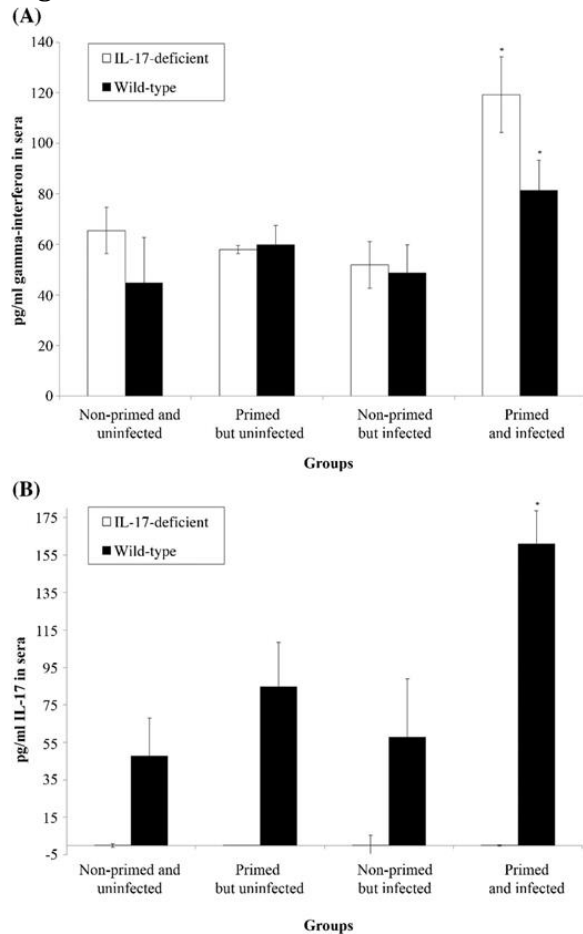 (A)
140
IL-17-deficient
Wild-type
120
100
80
60
40
20
0
pg/ml gamma-interferon in sera
*
*
Non-primed and
uninfected
Primed
but uninfected
Non-primed
but infected
Primed
and infected
Groups
(B)
175
IL-17-deficient
Wild-type
155
135
115
95
75
55
35
15
-5
pg/ml IL-17 in sera
*
Non-primed and
uninfected
Primed
but uninfected
Non-primed
but infected
Primed
and infected
Groups